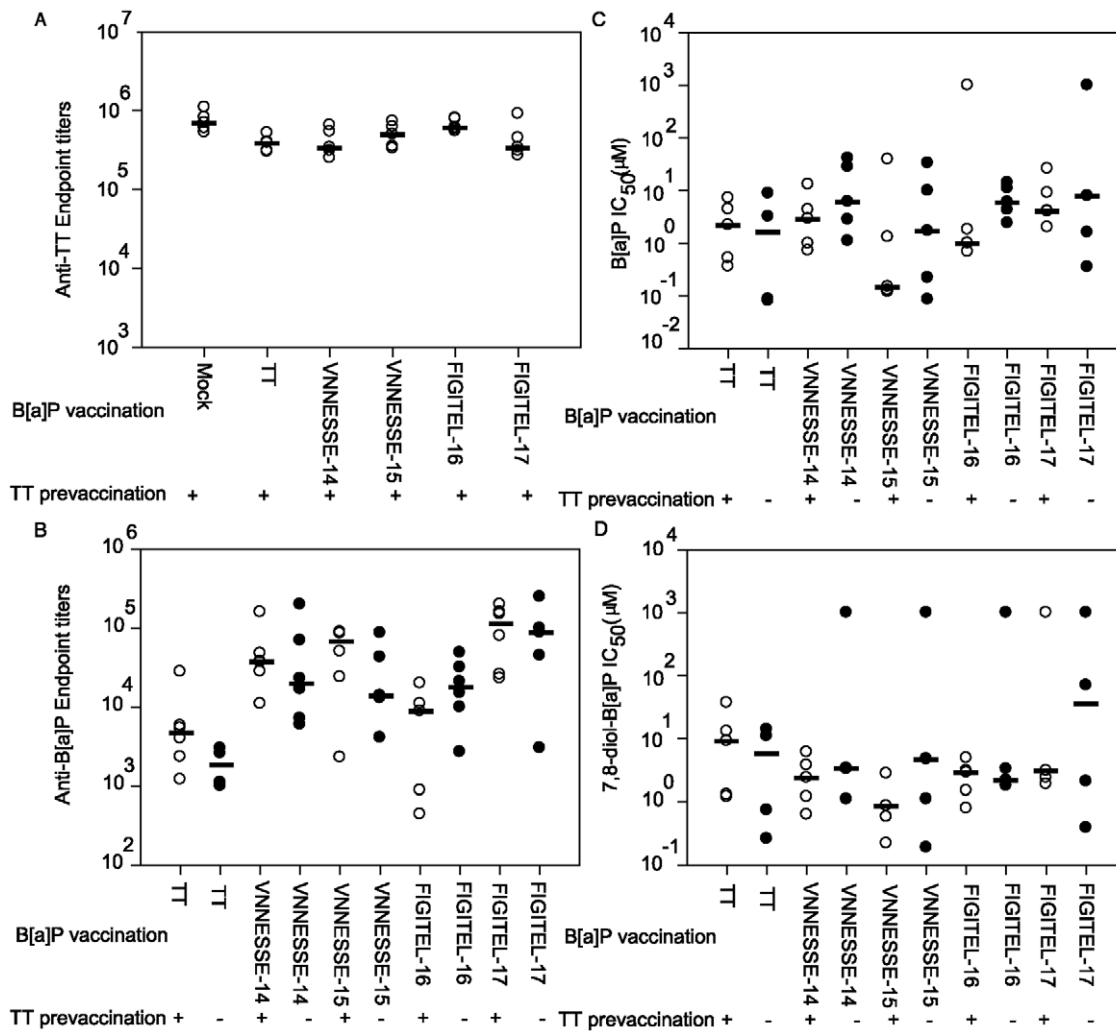 A
10^7
10^6
10^5
10^4
10^3
Anti-TT Endpoint titers
Mock
TT
VNNESSE-14
VNNESSE-15
FIGITEL-16
FIGITEL-17
B[a]P vaccination
TT prevaccination + + + + + +
B
10^6
10^5
10^4
10^3
10^2
Anti-B[a]P Endpoint titers
TT
TT
VNNESSE-14
VNNESSE-14
VNNESSE-15
VNNESSE-15
FIGITEL-16
FIGITEL-16
FIGITEL-17
FIGITEL-17
B[a]P vaccination
TT prevaccination + - + - + - + - + -
C
10^4
10^3
10^2
10^1
10^0
10^-1
10^-2
B[a]P IC50(µM)
TT
TT
VNNESSE-14
VNNESSE-14
VNNESSE-15
VNNESSE-15
FIGITEL-16
FIGITEL-16
FIGITEL-17
FIGITEL-17
B[a]P vaccination
TT prevaccination + - + - + - + - + -
D
10^4
10^3
10^2
10^1
10^0
10^-1
7,8-diol-B[a]P IC50(µM)
TT
TT
VNNESSE-14
VNNESSE-14
VNNESSE-15
VNNESSE-15
FIGITEL-16
FIGITEL-16
FIGITEL-17
FIGITEL-17
B[a]P vaccination
TT prevaccination + - + - + - + - + -